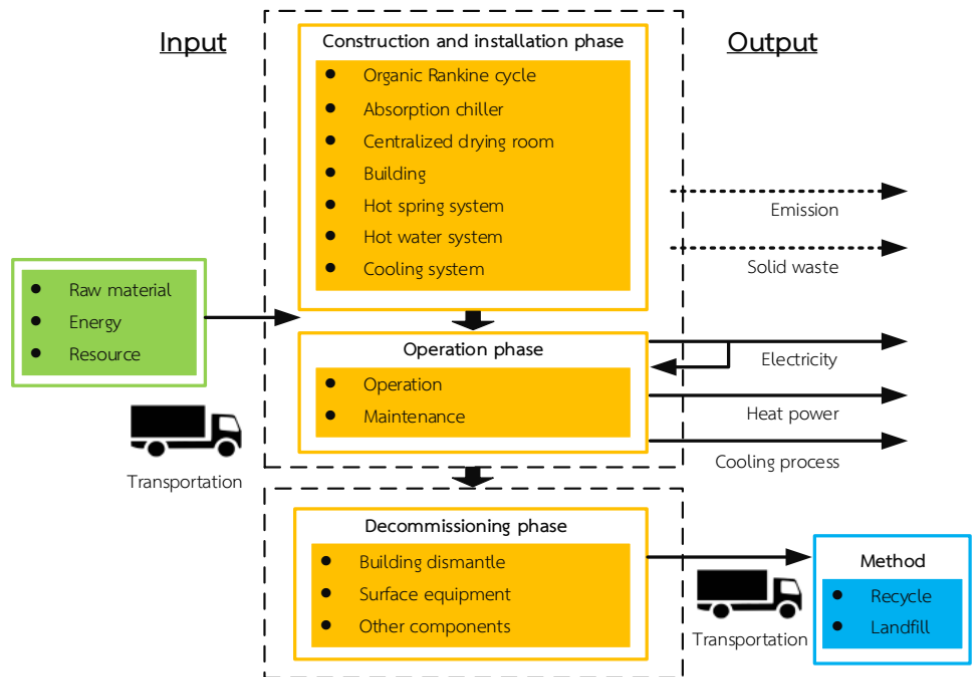 Input
Construction and installation phase
Output
Organic Rankine cycle
Absorption chiller
Centralized drying room
Building
Hot spring system
Hot water system
Cooling system
Emission
Solid waste
Raw material
Energy
Resource
Operation phase
Operation
Maintenance
Electricity
Heat power
Cooling process
Transportation
Decommissioning phase
Building dismantle
Surface equipment
Other components
Transportation
Method
Recycle
Landfill